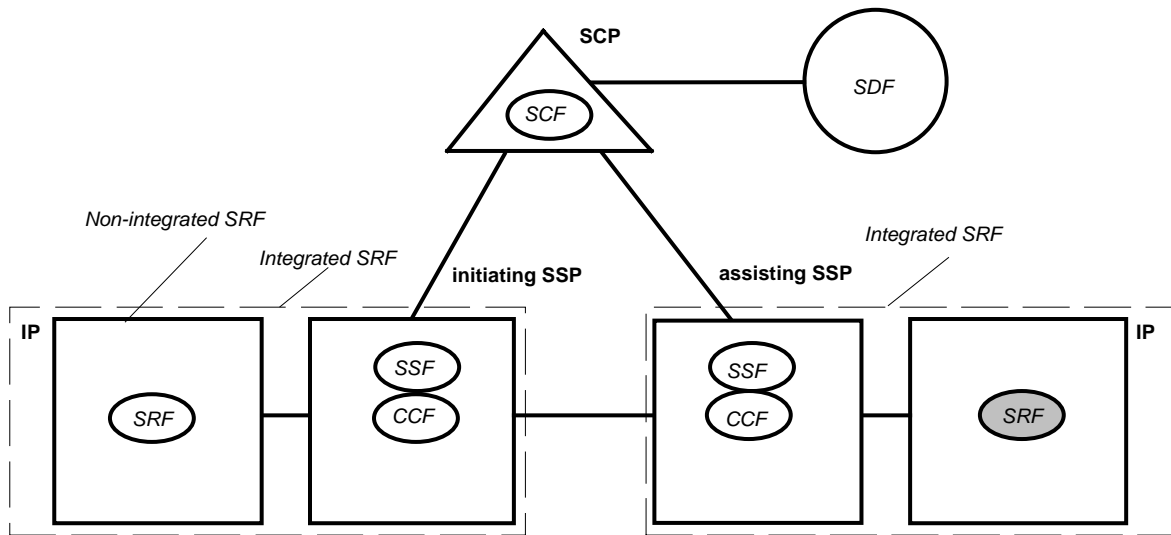 SCP
SDF
SCF
Non-integrated SRF
Integrated SRF
Integrated SRF
initiating SSP
assisting SSP
IP
IP
SSF
SSF
SRF
CCF
CCF
SRF